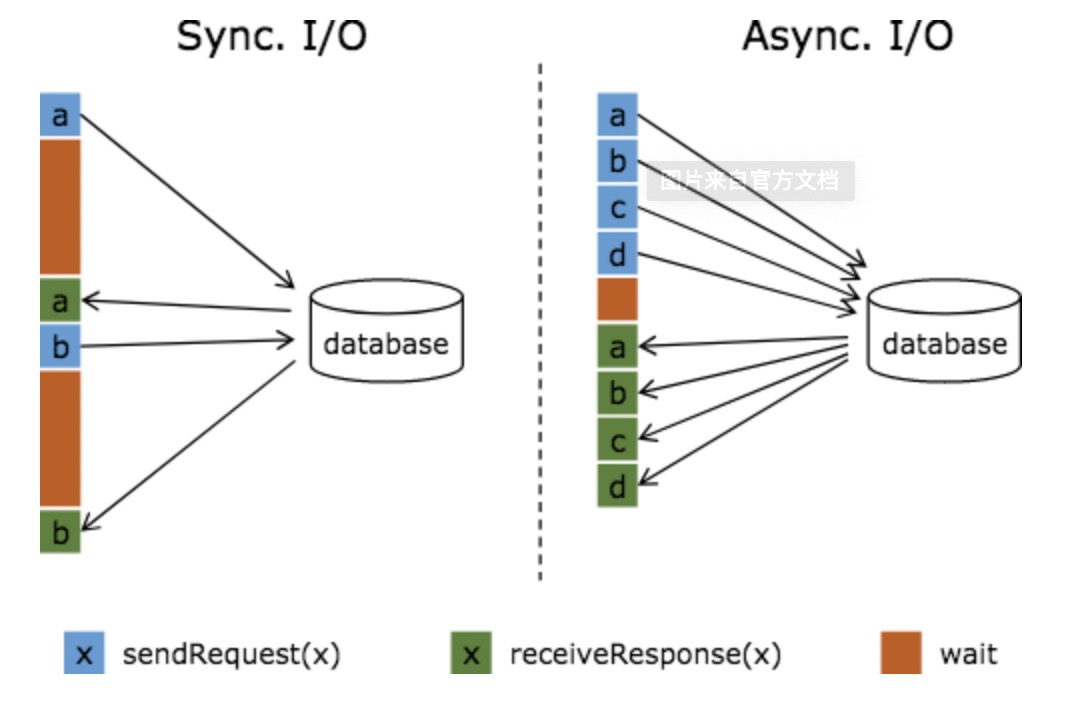 Sync. I/O
Async. I/O
a
a
b
b
database
a
b
c
d
a
b
c
d
图片来自官方文档
database
x sendRequest(x)
x receiveResponse(x)
wait